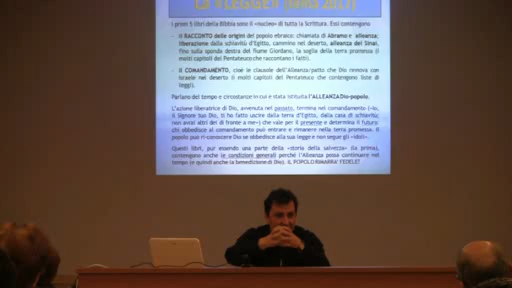 La «LEGGE» (luna 2017)
I primi 5 libri della Bibbia sono il «nucleo» di tutta la Scrittura. Essi contengono
• Il RACCONTO delle origini del popolo ebraico: chiamata di Abramo e alleanza;
liberazione dalla schiavitù d'Egitto, cammino nel deserto, alleanza del Sinai,
fino sulla sponda destra del fiume Giordano, la soglia della terra promessa (i
molti capitoli del Pentateuco che raccontano i fatti).
• Il COMANDAMENTO, cioè le clausole dell'Alleanza/patto che Dio rinnova con
Israele nel deserto (i molti capitoli del Pentateuco che contengono liste di
leggi).
Parlano del tempo e circostanze in cui è stata istituita l'ALLEANZA Dio-popolo.
L'azione liberatrice di Dio, avvenuta nel passato, termina nel comandamento («Io,
il Signore tuo Dio, ti ho fatto uscire dalla terra d'Egitto, dalla casa di schiavitù;
non avrai altri dei di fronte a me») che vale per il presente e determina il futuro:
chi obbedisce al comandamento può entrare e rimanere nella terra promessa. Il
popolo può ri-conoscere Dio se obbedisce alla sua legge e non segue gli «idoli».
Questi libri, pur essendo una parte della «storia della salvezza» (la prima),
contengono anche le condizioni generali perché l'Alleanza possa continuare nel
tempo (e quindi anche la benedizione di Dio). IL POPOLO RIMARRA' FEDELE?